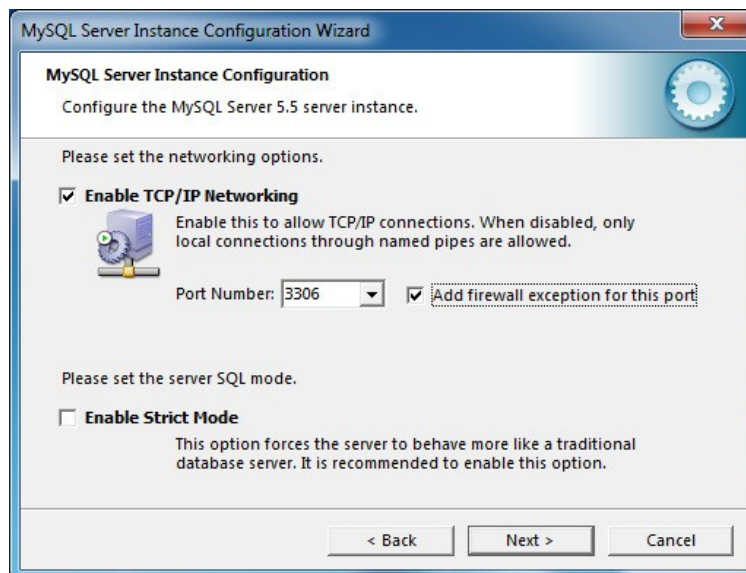 MySQL Server Instance Configuration Wizard
MySQL Server Instance Configuration
Configure the MySQL Server 5.5 server instance.
Please set the networking options.
Enable TCP/IP Networking
Enable this to allow TCP/IP connections. When disabled, only
local connections through named pipes are allowed.
Port Number: 3306 Add firewall exception for this port
Please set the server SQL mode.
Enable Strict Mode
This option forces the server to behave more like a traditional
database server. It is recommended to enable this option.
< Back Next > Cancel